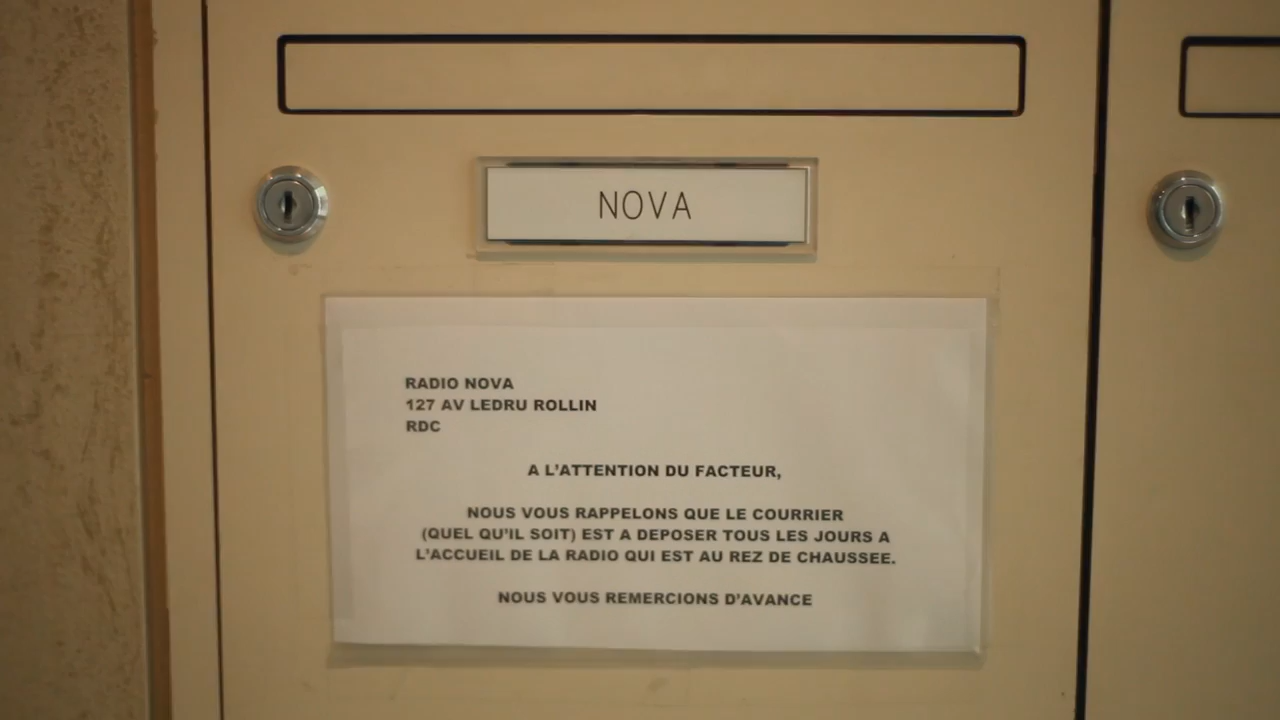 NOVA
RADIO NOVA
127 AV LEDRU ROLLIN
RDC
A L'ATTENTION DU FACTEUR,
NOUS VOUS RAPPELONS QUE LE COURRIER
(QUEL QU'IL SOIT) EST A DEPOSER TOUS LES JOURS A
L'ACCUEIL DE LA RADIO QUI EST AU REZ DE CHAUSSEE.
NOUS VOUS REMERCIONS D'AVANCE